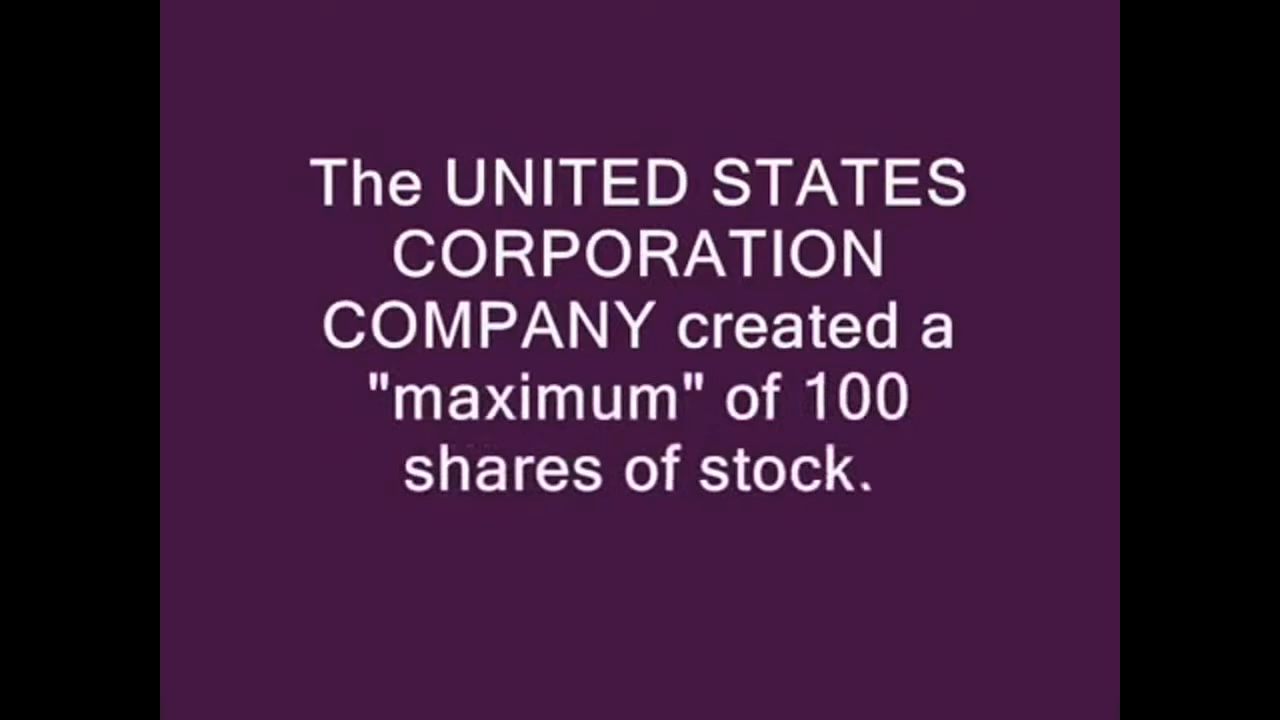 The UNITED STATES
CORPORATION
COMPANY created a
"maximum" of 100
shares of stock.